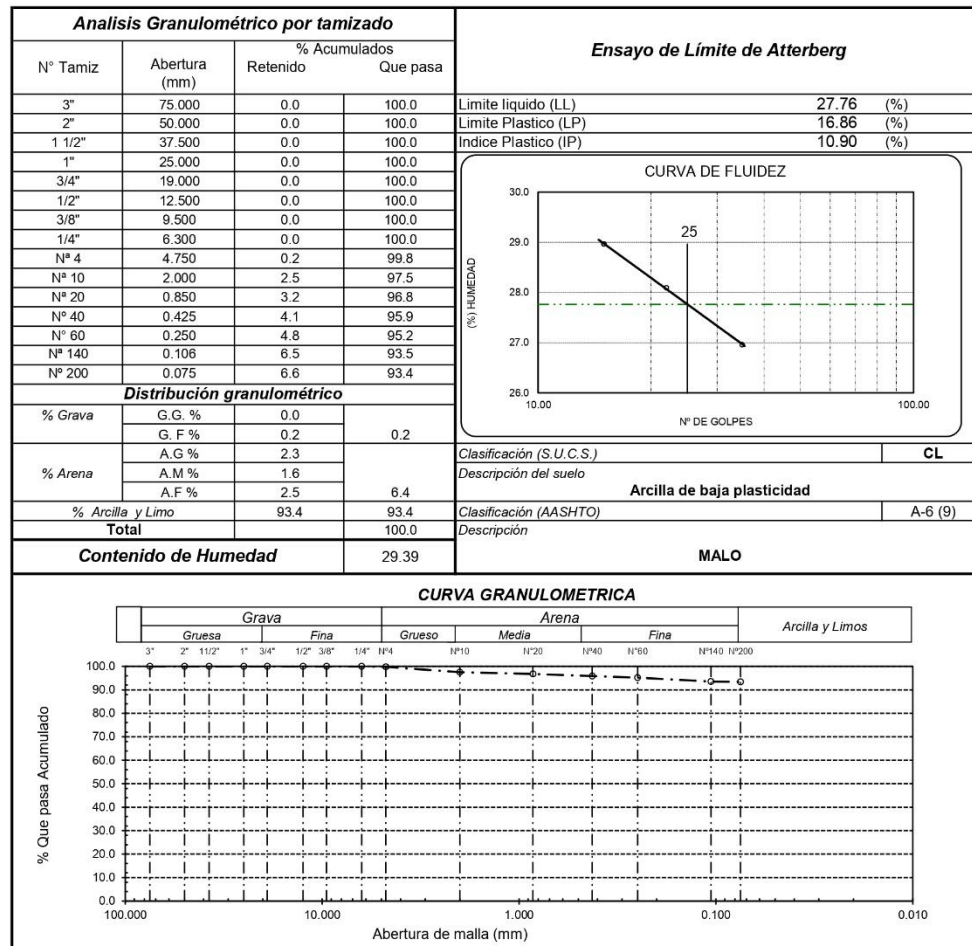 Analisis Granulométrico por tamizado
N° Tamiz
Abertura
(mm)
% Acumulados
Retenido Que pasa
3" 75.000 0.0 100.0
2" 50.000 0.0 100.0
1 1/2" 37.500 0.0 100.0
1" 25.000 0.0 100.0
3/4" 19.000 0.0 100.0
1/2" 12.500 0.0 100.0
3/8" 9.500 0.0 100.0
1/4" 6.300 0.0 100.0
Nª 4 4.750 0.2 99.8
Nª 10 2.000 2.5 97.5
Nª 20 0.850 3.2 96.8
Nº 40 0.425 4.1 95.9
N° 60 0.250 4.8 95.2
Nª 140 0.106 6.5 93.5
Nº 200 0.075 6.6 93.4
Distribución granulométrico
% Grava G.G. % 0.0
G. F % 0.2 0.2
A.G % 2.3
% Arena A.M % 1.6
A.F % 2.5 6.4
% Arcilla y Limo 93.4 93.4
Total 100.0
Contenido de Humedad 29.39
Ensayo de Límite de Atterberg
Limite liquido (LL) 27.76 (%)
Limite Plastico (LP) 16.86 (%)
Indice Plastico (IP) 10.90 (%)
CURVA DE FLUIDEZ
30.0
29.0
28.0
27.0
26.0
(%) HUMEDAD
25
10.00 100.00
Nº DE GOLPES
Clasificación (S.U.C.S.) CL
Descripción del suelo
Arcilla de baja plasticidad
Clasificación (AASHTO) A-6 (9)
Descripción
MALO
CURVA GRANULOMETRICA
Grava Arena Arcilla y Limos
Gruesa Fina Grueso Media Fina
3" 2" 11/2" 1" 3/4" 1/2" 3/8" 1/4" Nº4 Nº10 N°20 Nº40 N°60 Nº140 Nº200
100.0
90.0
80.0
70.0
60.0
50.0
40.0
30.0
20.0
10.0
0.0
% Que pasa Acumulado
100.000 10.000 1.000 0.100 0.010
Abertura de malla (mm)